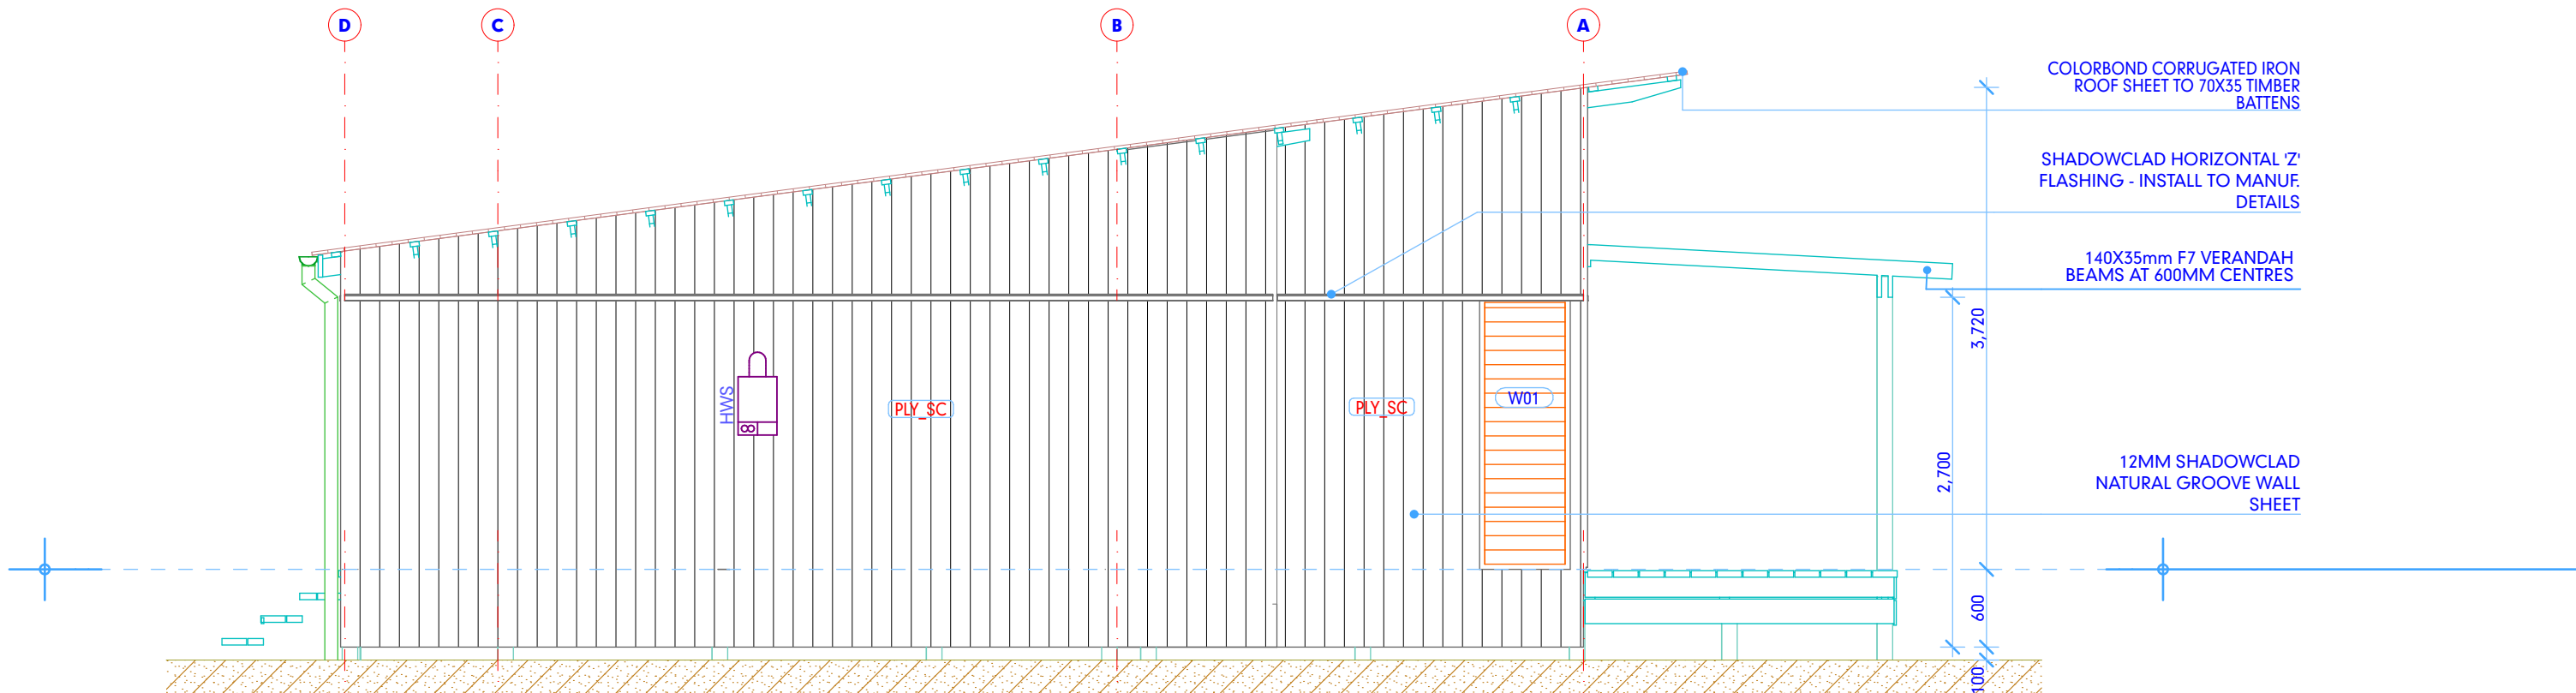 D
C
B
A
COLORBOND CORRUGATED IRON
ROOF SHEET TO 70X35 TIMBER
BATTENS
SHADOWCLAD HORIZONTAL 'Z'
FLASHING - INSTALL TO MANUF.
DETAILS
140X35mm F7 VERANDAH
BEAMS AT 600MM CENTRES
3,720
HWS
PLY_SC
PLY_SC
W01
2,700
12MM SHADOWCLAD
NATURAL GROOVE WALL
SHEET
600
100